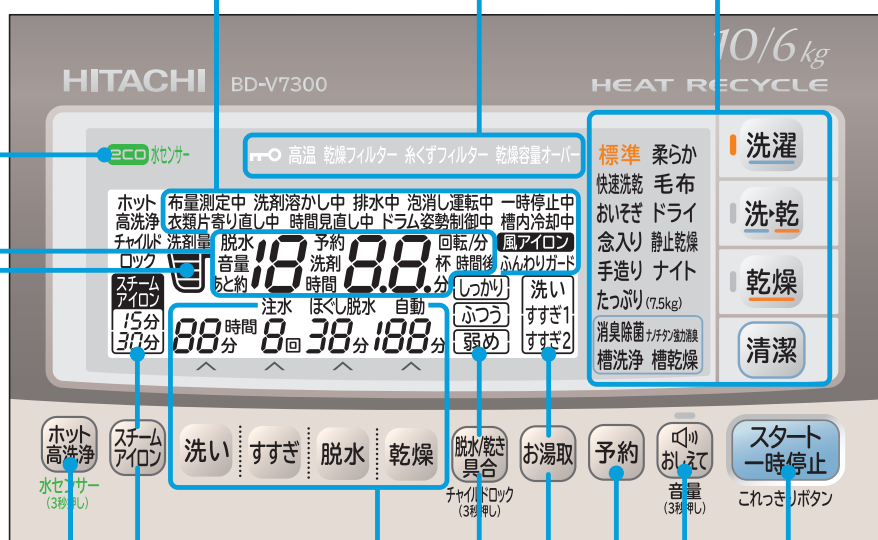 10/6 kg
HITACHI BD-V7300
HEAT RECYCLE
eco 水センサー
高温 乾燥フィルター 糸くずフィルター 乾燥容量オーバー
ホット
高洗浄
チャイルド
ロック
布量測定中 洗剤溶かし中 排水中 泡消し運転中 一時停止中
衣類片寄り直し中 時間見直し中 ドラム姿勢制御中 槽内冷却中
洗剤量 脱水 予約 回転/分 風アイロン
音量 18 洗剤 8.8. 杯 時間後 ふんわりガード
あと約 時間 分
スチーム
アイロン
15分
30分
注水 ほぐし脱水 自動
88時間分 8回 38分 188分
しっかり
ふつう
弱め
洗い
すすぎ1
すすぎ2
標準 柔らか
快速洗乾 毛布
おいそぎ ドライ
念入り 静止乾燥
手造り ナイト
たっぷり(7.5kg)
消臭除菌 ナノチタン強力消臭
槽洗浄 槽乾燥
洗濯
洗・乾
乾燥
清潔
ホット
高洗浄
水センサー
(3秒押し)
スチーム
アイロン
洗い すすぎ 脱水 乾燥
脱水/乾き
具合
チャイルドロック
(3秒押し)
お湯取
予約
おしえて
音量
(3秒押し)
スタート
一時停止
これっきりボタン